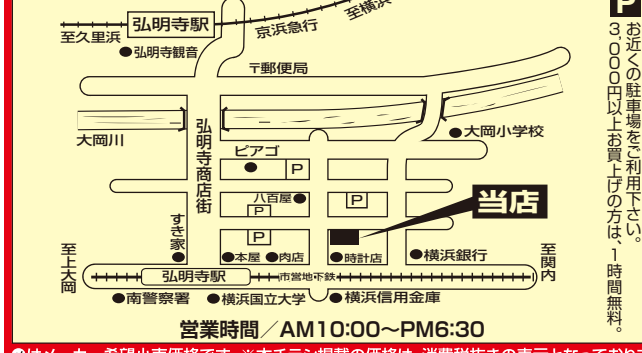 P
お近くの駐車場をご利用下さい。
3,000円以上お買上げの方は、1時間無料。
至久里浜
弘明寺駅
京浜急行
至横浜
●弘明寺観音
〒郵便局
大岡川
弘明寺商店街
●大岡小学校
ピアゴ
●
P
八百屋●
P
P
当店
すき家●
P
●本屋
●肉店
●時計店
●横浜銀行
至上大岡
弘明寺駅
市営地下鉄
P
至関内
●南警察署
●横浜国立大学
●横浜信用金庫
営業時間／AM10:00〜PM6:30